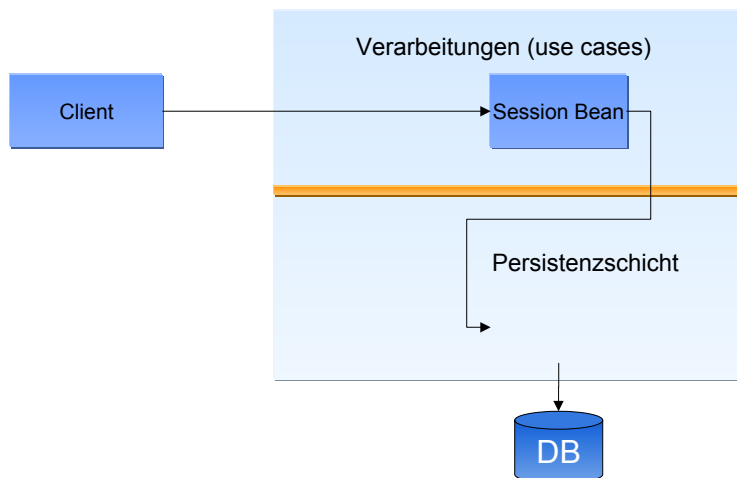 Verarbeitungen (use cases)
Client
Session Bean
Persistenzschicht
DB